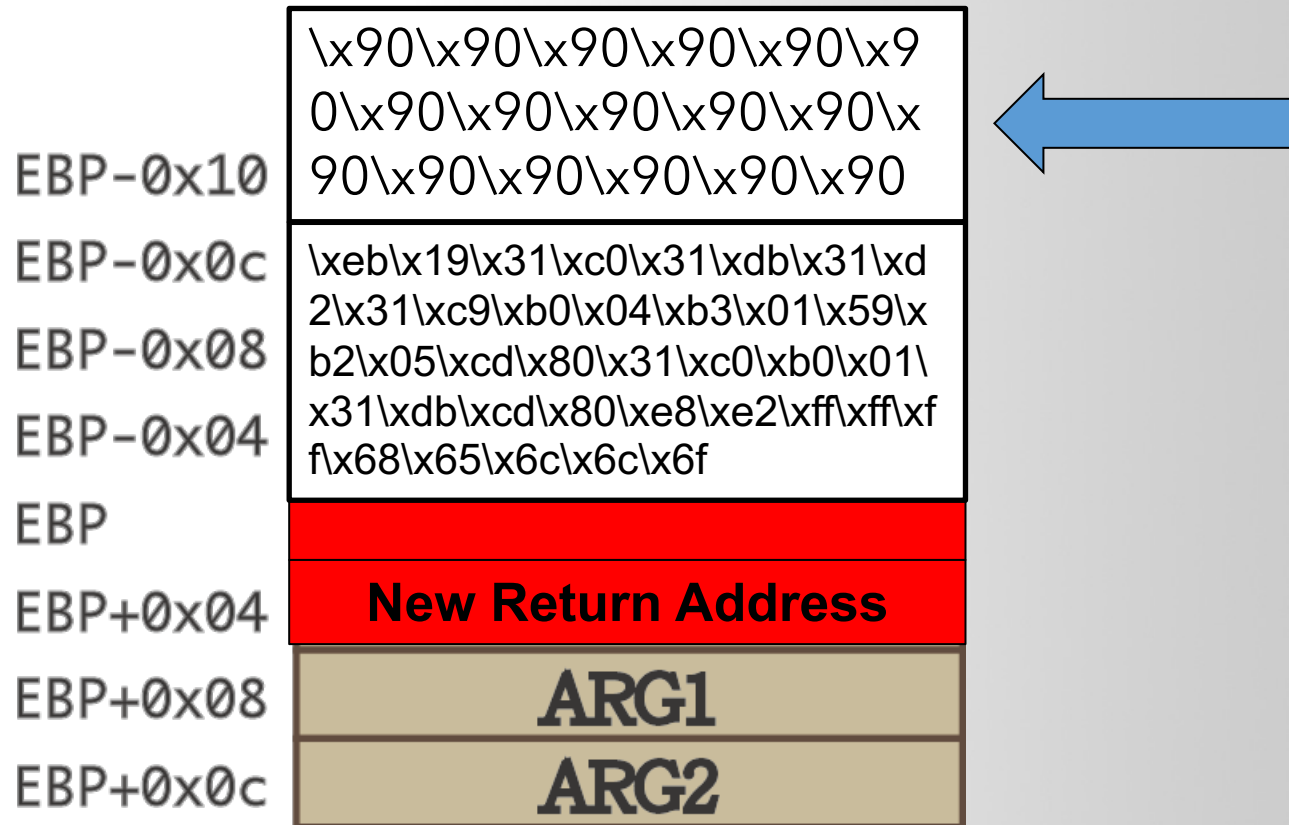 \x90\x90\x90\x90\x90\x9
0\x90\x90\x90\x90\x90\x
EBP-0x10 90\x90\x90\x90\x90\x90
EBP-0x0c \xeb\x19\x31\xc0\x31\xdb\x31\xd
2\x31\xc9\xb0\x04\xb3\x01\x59\x
EBP-0x08 b2\x05\xcd\x80\x31\xc0\xb0\x01\
x31\xdb\xcd\x80\xe8\xe2\xff\xff\xf
EBP-0x04 f\x68\x65\x6c\x6c\x6f
EBP
EBP+0x04 New Return Address
EBP+0x08 ARG1
EBP+0x0c ARG2